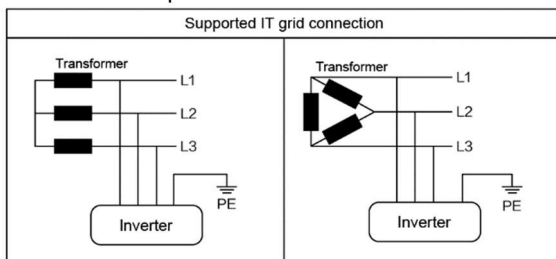 Supported IT grid connection
Transformer
L1
L2
L3
PE
Inverter
Transformer
L1
L2
L3
PE
Inverter